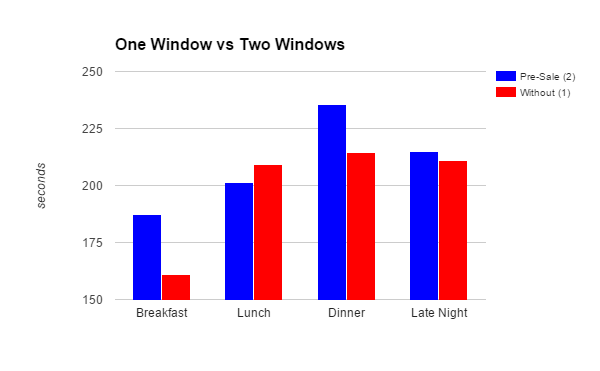 One Window vs Two Windows
250
225
200
175
150
seconds
Breakfast Lunch Dinner Late Night
Pre-Sale (2)
Without (1)